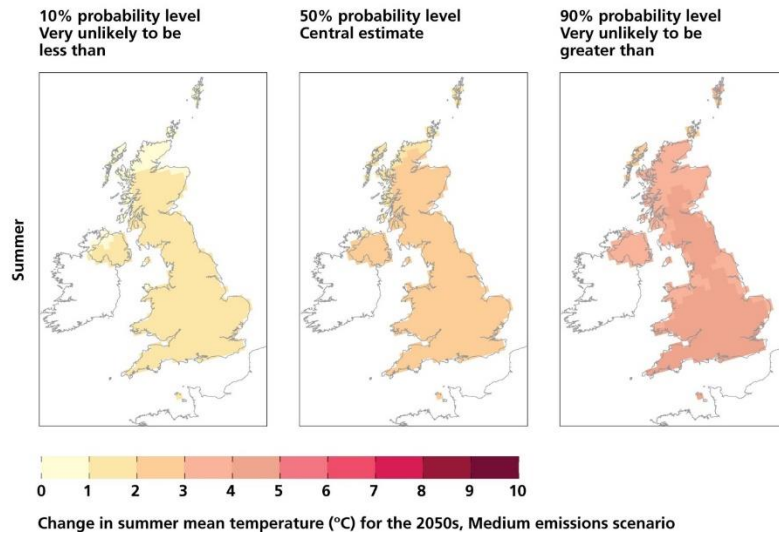 10% probability level
Very unlikely to be
less than
50% probability level
Central estimate
90% probability level
Very unlikely to be
greater than
Summer
0 1 2 3 4 5 6 7 8 9 10
Change in summer mean temperature (ºC) for the 2050s, Medium emissions scenario